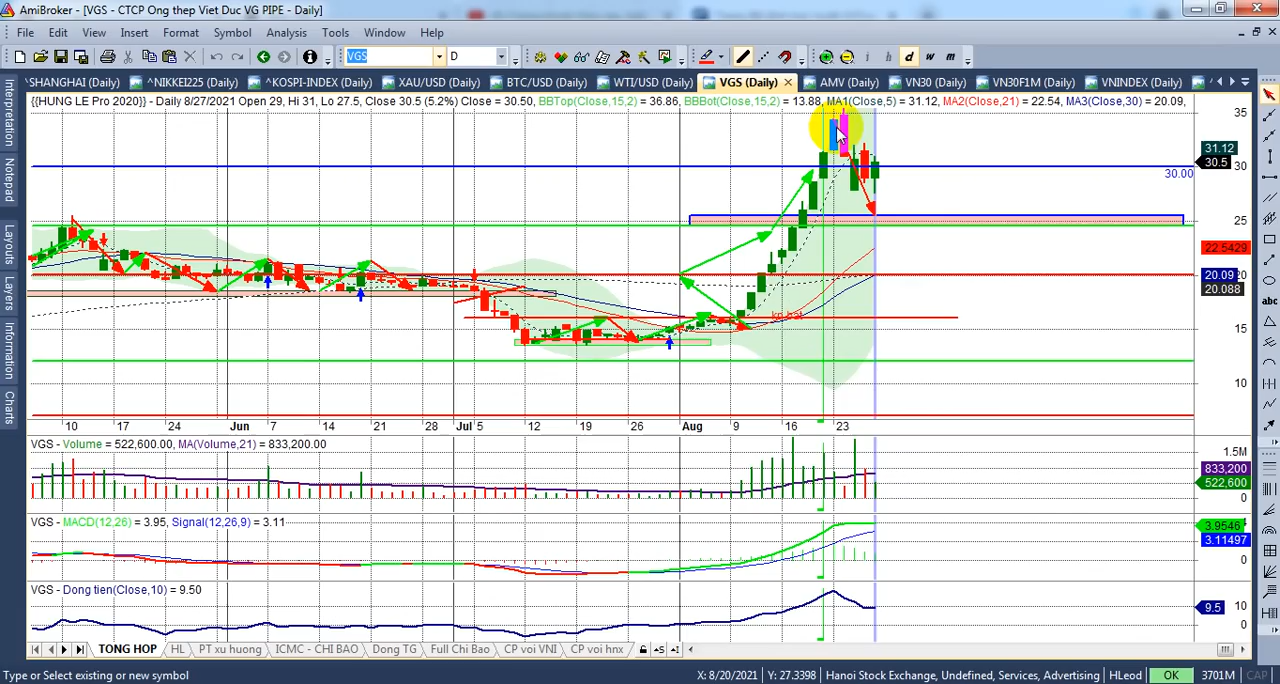 AmiBroker - [VGS - CTCP Ong thep Viet Duc VG PIPE - Daily]
File Edit View Insert Format Symbol Analysis Tools Window Help
VGS D i h d w m
^SHANGHAI (Daily) ^NIKKEI225 (Daily) ^KOSPI-INDEX (Daily) XAU/USD (Daily) BTC/USD (Daily) WTI/USD (Daily) VGS (Daily) AMV (Daily) VN30 (Daily) VN30F1M (Daily) VNINDEX (Daily)
{{HUNG LE Pro 2020}} - Daily 8/27/2021 Open 29, Hi 31, Lo 27.5, Close 30.5 (5.2%) Close = 30.50, BBTop(Close,15,2) = 36.86, BBBot(Close,15,2) = 13.88, MA1(Close,5) = 31.12, MA2(Close,21) = 22.54, MA3(Close,30) = 20.09,
Interpretation
Notepad
Layouts
Layers
Information
Charts
abc
35
31.12
30.5 30
30.00
25
22.5429
20.09 20
20.088
kp hat
15
10
10 17 24 Jun 7 14 21 28 Jul 5 12 19 26 Aug 9 16 23
VGS - Volume = 522,600.00, MA(Volume,21) = 833,200.00
1.5M
833,200
522,600
0
VGS - MACD(12,26) = 3.95, Signal(12,26,9) = 3.11
3.9546
3.11497
0
VGS - Dong tien(Close,10) = 9.50
10
9.5
0
TONG HOP HL PT xu huong ICMC - CHI BAO Dong TG Full Chi Bao CP voi VNI CP voi hnx
Type or Select existing or new symbol X: 8/20/2021 Y: 27.3398 Hanoi Stock Exchange, Undefined, Services, Advertising HLeod OK 3701M CAP